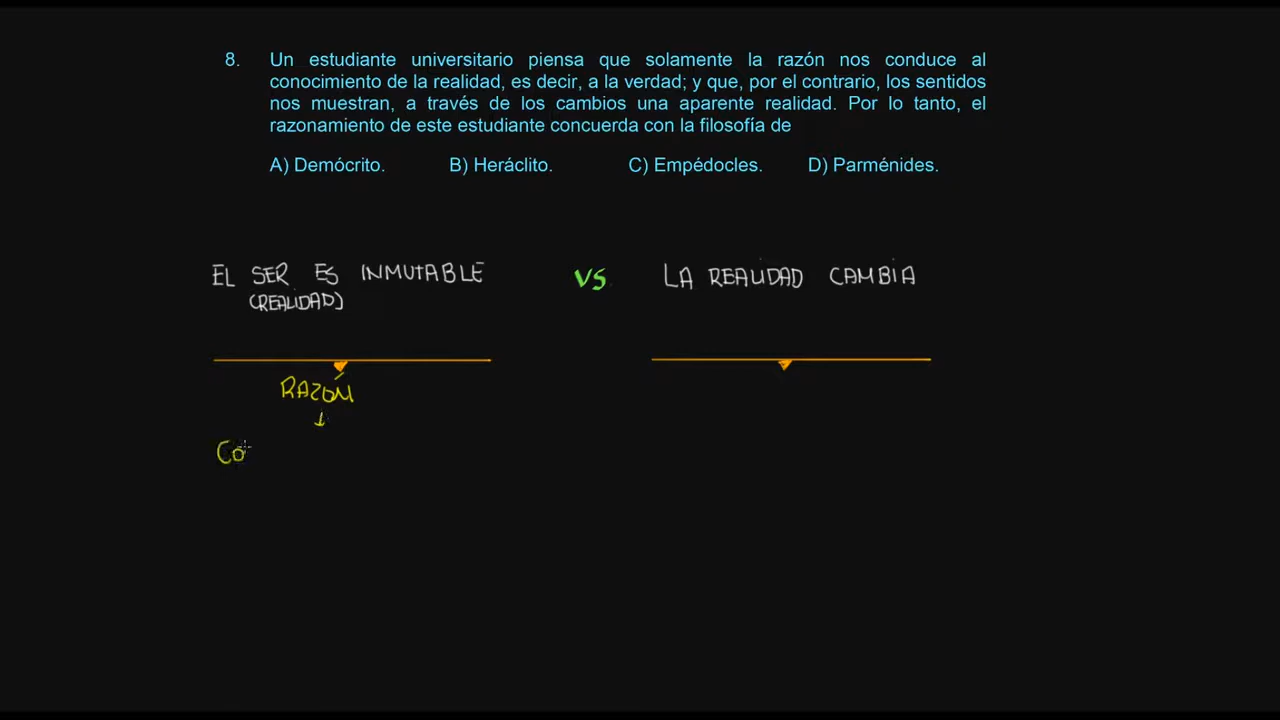 8. Un estudiante universitario piensa que solamente la razón nos conduce al
conocimiento de la realidad, es decir, a la verdad; y que, por el contrario, los sentidos
nos muestran, a través de los cambios una aparente realidad. Por lo tanto, el
razonamiento de este estudiante concuerda con la filosofía de
A) Demócrito. B) Heráclito. C) Empédocles. D) Parménides.
EL SER ES INMUTABLE VS LA REALIDAD CAMBIA
(REALIDAD)
RAZÓN
Co